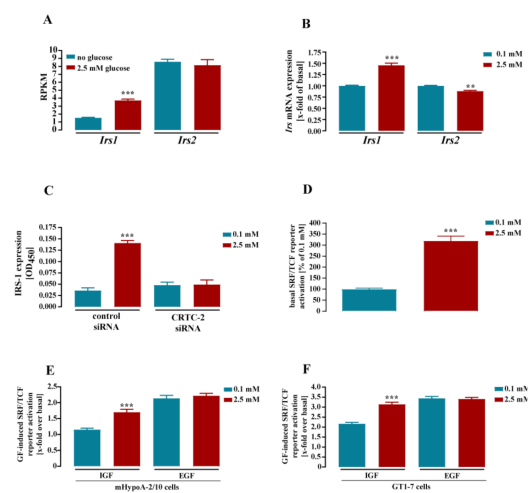 A
RPKM
10
9
8
7
6
5
4
3
2
1
0
no glucose
2.5 mM glucose
***
Irs1
Irs2
B
Irs mRNA expression
[x-fold of basal]
1.75
1.50
1.25
1.00
0.75
0.50
0.25
0.00
***
**
0.1 mM
2.5 mM
Irs1
Irs2
C
IRS-1 expression
[OD450]
0.175
0.150
0.125
0.100
0.075
0.050
0.025
0.000
***
0.1 mM
2.5 mM
control
siRNA
CRTC-2
siRNA
D
basal SRF/TCF reporter
activation [% of 0.1 mM]
400
350
300
250
200
150
100
50
0
***
0.1 mM
2.5 mM
E
GF-induced SRF/TCF
reporter activation
[x-fold over basal]
2.5
2.0
1.5
1.0
0.5
0.0
***
0.1 mM
2.5 mM
IGF
EGF
mHypoA-2/10 cells
F
GF-induced SRF/TCF
reporter activation
[x-fold over basal]
4.0
3.5
3.0
2.5
2.0
1.5
1.0
0.5
0.0
***
0.1 mM
2.5 mM
IGF
EGF
GT1-7 cells